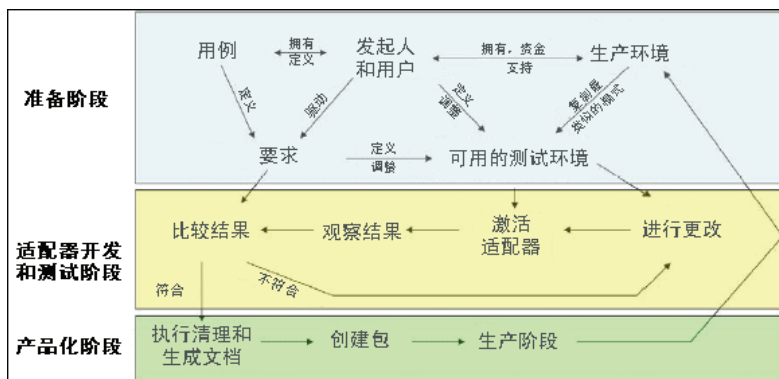 用例
拥有
定义
发起人
和用户
拥有, 资金
支持
生产环境
准备阶段
定义
驱动
定义
调整
复制最
类似的模式
要求
定义
调整
可用的测试环境
适配器开发
和测试阶段
比较结果
观察结果
激活
适配器
进行更改
符合
不符合
产品化阶段
执行清理和
生成文档
创建包
生产阶段